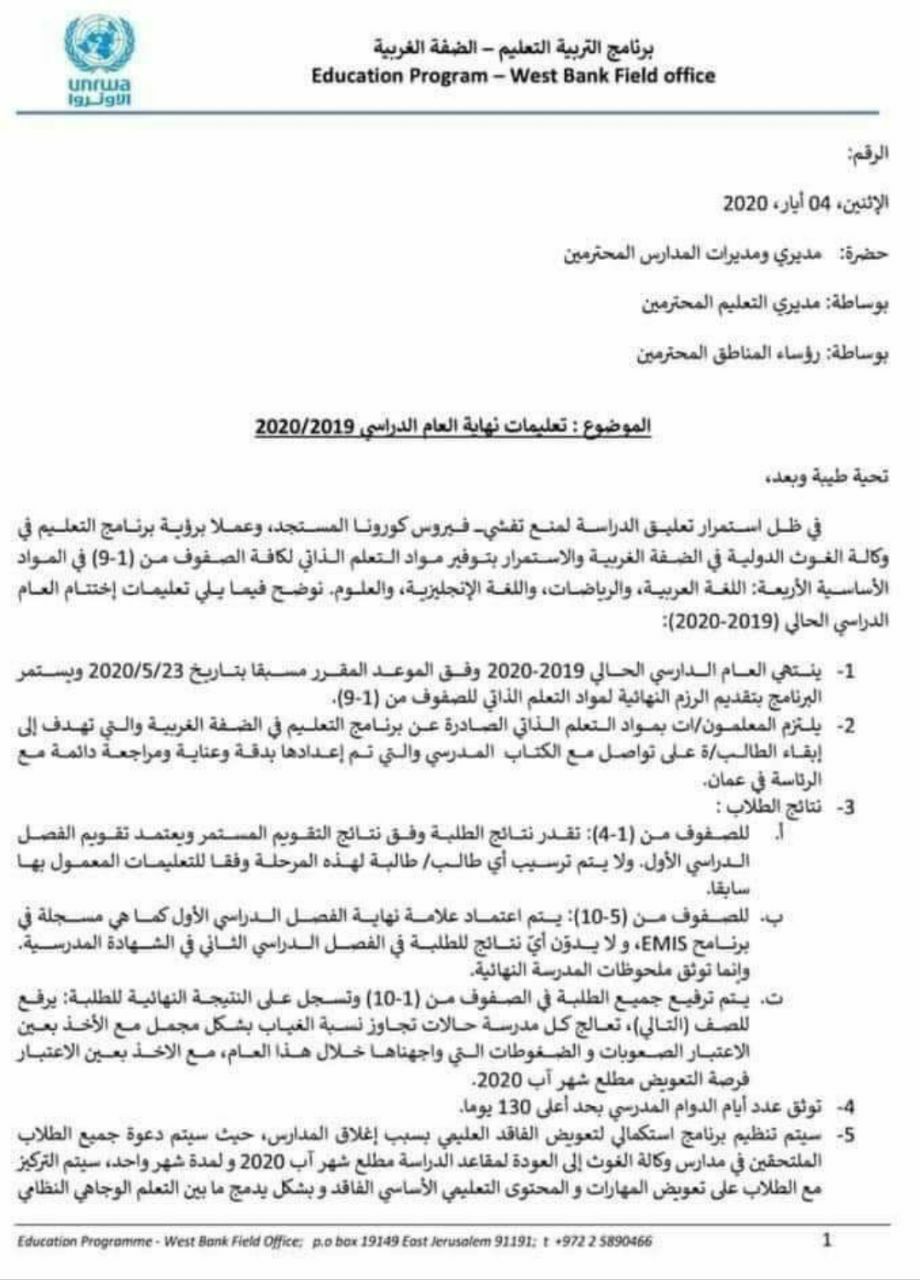 برنامج التربية التعليم – الضفة الغربية
Education Program – West Bank Field office
unrwa
الاونروا
الرقم:
الإثنين، 04 أيار، 2020
حضرة: مديري ومديرات المدارس المحترمين
بوساطة: مديري التعليم المحترمين
بوساطة: رؤساء المناطق المحترمين
الموضوع : تعليمات نهاية العام الدراسي 2020/2019
تحية طيبة وبعد،
في ظل استمرار تعليق الدراسة لمنع تفشي فيروس كورونا المستجد، وعملا برؤية برنامج التعليم في
وكالة الغوث الدولية في الضفة الغربية والاستمرار بتوفير مواد التعلم الذاتي لكافة الصفوف من (1-9) في المواد
الأساسية الأربعة: اللغة العربية، والرياضات، واللغة الإنجليزية، والعلوم. نوضح فيما يلي تعليمات إختتام العام
الدراسي الحالي (2019-2020):
1- ينتهي العام الدارسي الحالي 2019-2020 وفق الموعد المقرر مسبقا بتاريخ 2020/5/23 ويستمر
البرنامج بتقديم الرزم النهائية لمواد التعلم الذاتي للصفوف من (1-9).
2- يلتزم المعلمون/ات بمواد التعلم الذاتي الصادرة عن برنامج التعليم في الضفة الغربية والتي تهدف إلى
إبقاء الطالب/ة على تواصل مع الكتاب المدرسي والتي تم إعدادها بدقة وعناية ومراجعة دائمة مع
الرئاسة في عمان.
3- نتائج الطلاب :
أ. للصفوف من (1-4): تقدر نتائج الطلبة وفق نتائج التقويم المستمر ويعتمد تقويم الفصل
الدراسي الأول. ولا يتم ترسيب أي طالب/ طالبة لهذه المرحلة وفقا للتعليمات المعمول بها
سابقا.
ب. للصفوف من (5-10): يتم اعتماد علامة نهاية الفصل الدراسي الأول كما هي مسجلة في
برنامح EMIS، و لا يدوّن أيّ نتائج للطلبة في الفصل الدراسي الثاني في الشهادة المدرسية.
وإنما توثق ملحوظات المدرسة النهائية.
ت. يتم ترفيع جميع الطلبة في الصفوف من (1-10) وتسجل على النتيجة النهائية للطلبة: يرفع
للصف (التالي)، تعالج كل مدرسة حالات تجاوز نسبة الغياب بشكل مجمل مع الأخذ بعين
الاعتبار الصعوبات و الضغوطات التي واجهناها خلال هذا العام، مع الاخذ بعين الاعتبار
فرصة التعويض مطلع شهر آب 2020.
4- توثق عدد أيام الدوام المدرسي بحد أعلى 130 يوما.
5- سيتم تنظيم برنامج استكمالي لتعويض الفاقد العليمي بسبب إغلاق المدارس، حيث سيتم دعوة جميع الطلاب
الملتحقين في مدارس وكالة الغوث إلى العودة لمقاعد الدراسة مطلع شهر آب 2020 و لمدة شهر واحد، سيتم التركيز
مع الطلاب على تعويض المهارات و المحتوى التعليمي الأساسي الفاقد و بشكل يدمج ما بين التعلم الوجاهي النظامي
Education Programme - West Bank Field Office; p.o box 19149 East Jerusalem 91191; t +972 2 5890466
1